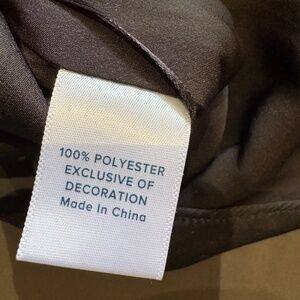 100% POLYESTER
EXCLUSIVE OF
DECORATION
Made In China